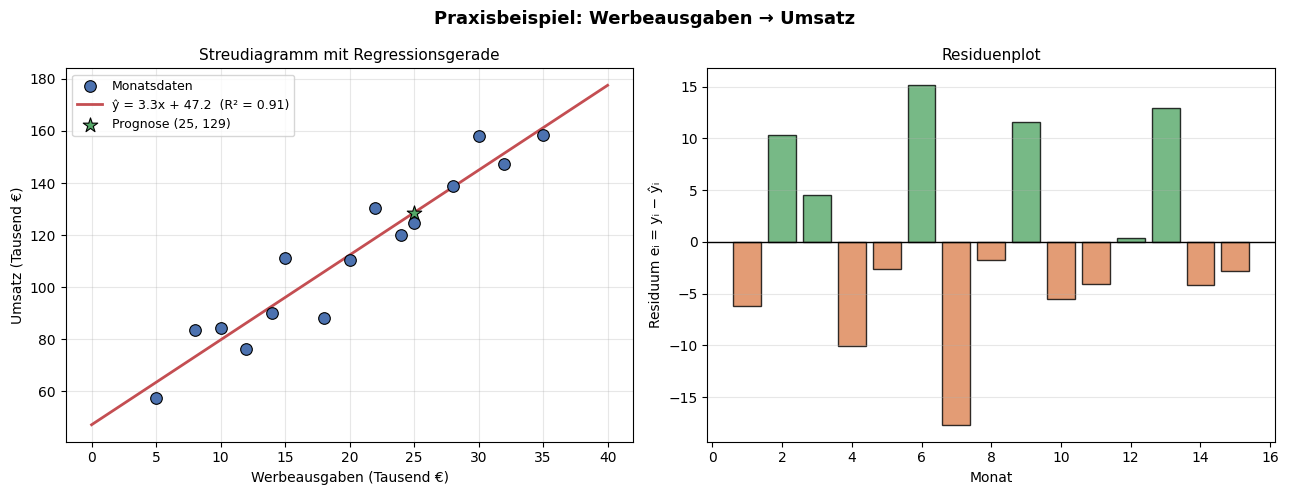 Praxisbeispiel: Werbeausgaben → Umsatz
Streudiagramm mit Regressionsgerade
Monatsdaten
ŷ = 3.3x + 47.2 (R² = 0.91)
Prognose (25, 129)
Umsatz (Tausend €)
180
160
140
120
100
80
60
0 5 10 15 20 25 30 35 40
Werbeausgaben (Tausend €)
Residuenplot
Residuum eᵢ = yᵢ − ŷᵢ
15
10
5
0
−5
−10
−15
0 2 4 6 8 10 12 14 16
Monat